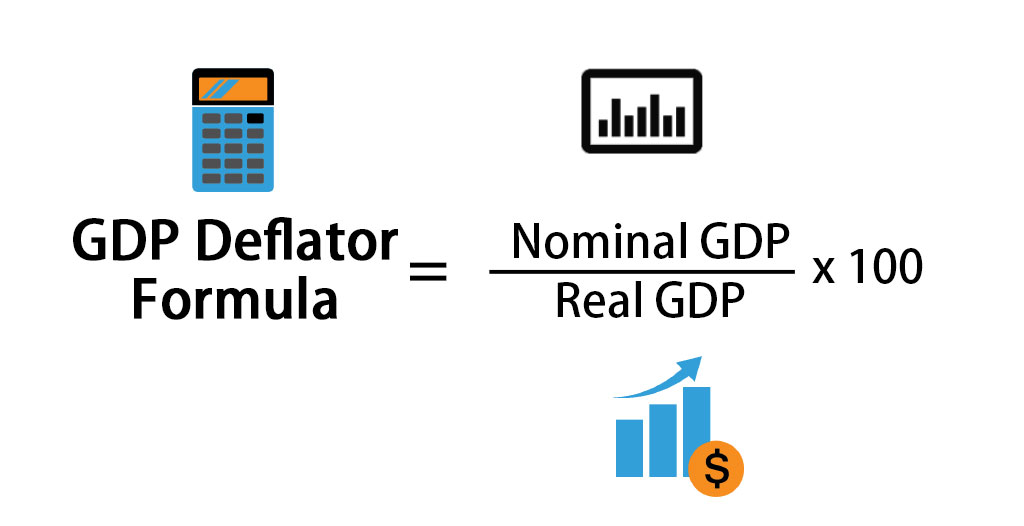 GDP Deflator
Formula
=
Nominal GDP
Real GDP
x 100
$